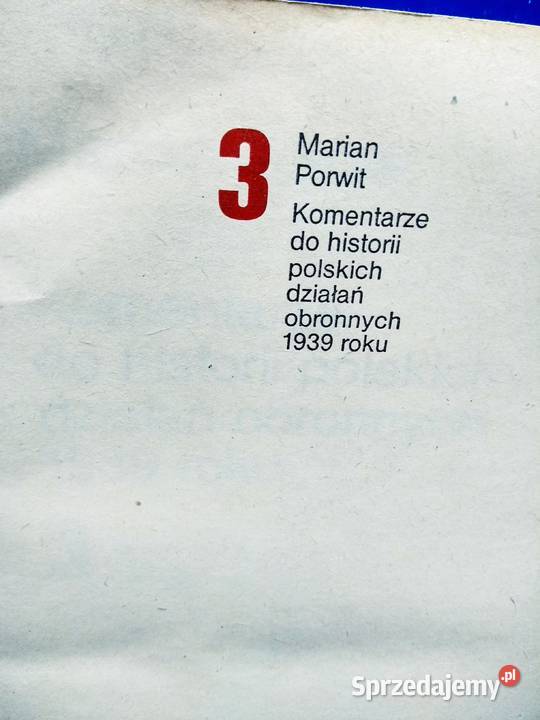 3
Marian
Porwit
Komentarze
do historii
polskich
działań
obronnych
1939 roku
Sprzedajemy.pl